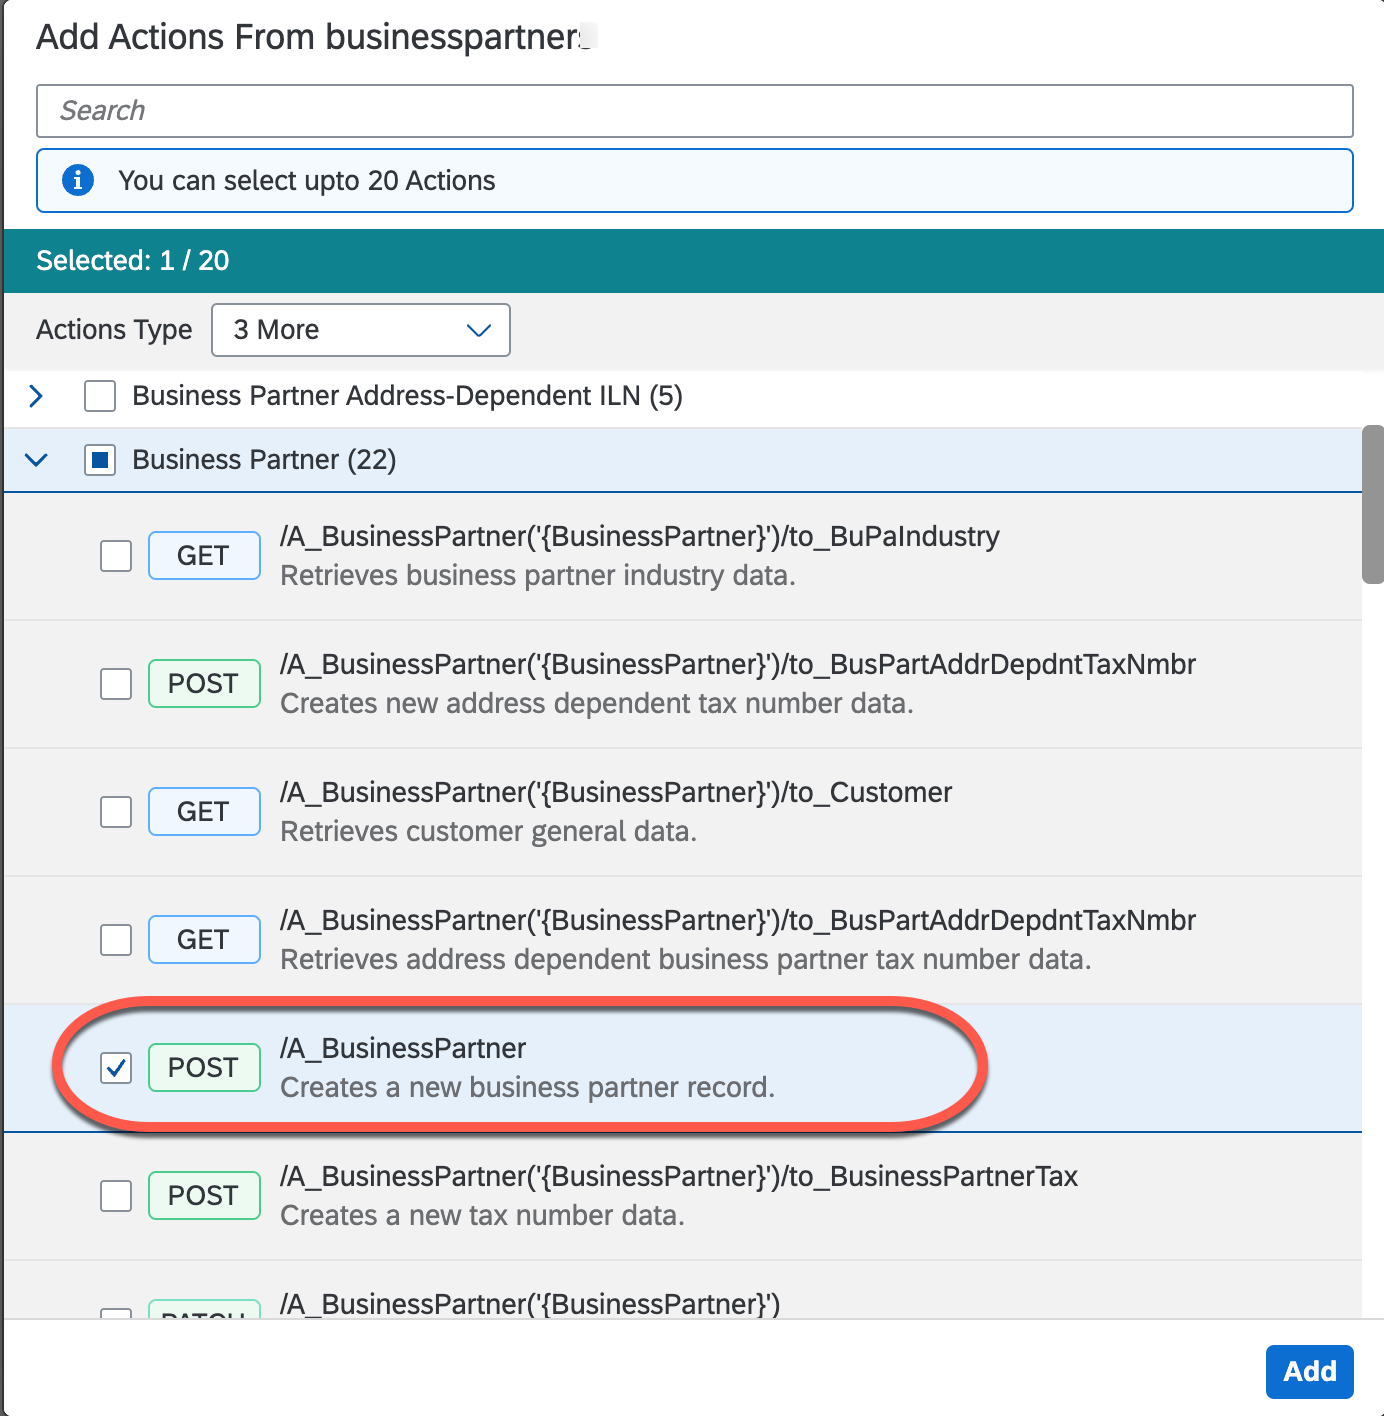 Add Actions From businesspartners
Search
You can select upto 20 Actions
Selected: 1 / 20
Actions Type 3 More
Business Partner Address-Dependent ILN (5)
Business Partner (22)
GET /A_BusinessPartner('{BusinessPartner}')/to_BuPaIndustry
Retrieves business partner industry data.
POST /A_BusinessPartner('{BusinessPartner}')/to_BusPartAddrDepdntTaxNmbr
Creates new address dependent tax number data.
GET /A_BusinessPartner('{BusinessPartner}')/to_Customer
Retrieves customer general data.
GET /A_BusinessPartner('{BusinessPartner}')/to_BusPartAddrDepdntTaxNmbr
Retrieves address dependent business partner tax number data.
POST /A_BusinessPartner
Creates a new business partner record.
POST /A_BusinessPartner('{BusinessPartner}')/to_BusinessPartnerTax
Creates a new tax number data.
PATCH /A_BusinessPartner('{BusinessPartner}')
Add